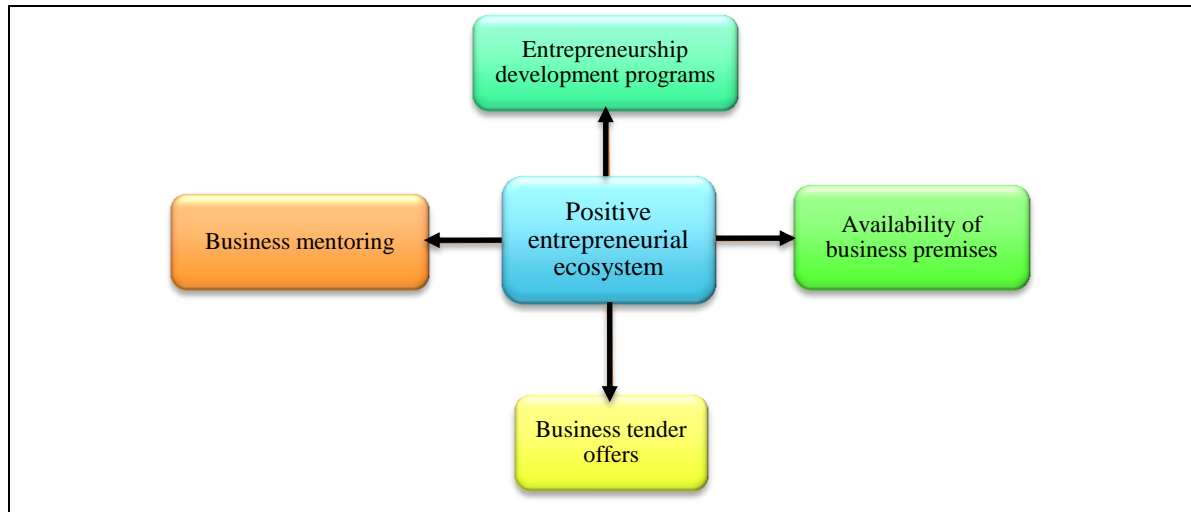 Entrepreneurship
development programs
Business mentoring
Positive
entrepreneurial
ecosystem
Availability of
business premises
Business tender
offers